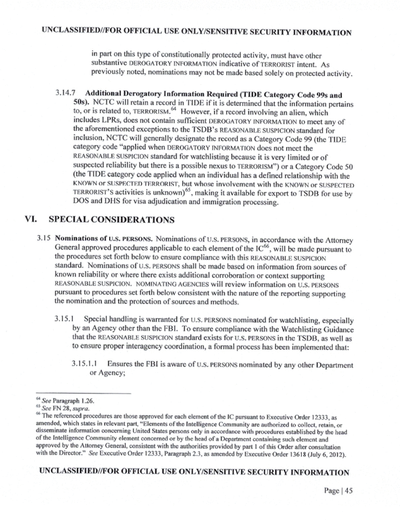 UNCLASSIFIED//FOR OFFICIAL USE ONLY/SENSITIVE SECURITY INFORMATION
in part on this type of constitutionally protected activity, must have other
substantive DEROGATORY INFORMATION indicative of TERRORIST intent. As
previously noted, nominations may not be made based solely on protected activity.
3.14.7 Additional Derogatory Information Required (TIDE Category Code 99s and
50s). NCTC will retain a record in TIDE if it is determined that the information pertains
to, or is related to, TERRORISM.64 However, if a record involving an alien, which
includes LPRs, does not contain sufficient DEROGATORY INFORMATION to meet any of
the aforementioned exceptions to the TSDB's REASONABLE SUSPICION standard for
inclusion, NCTC will generally designate the record as a Category Code 99 (the TIDE
category code "applied when DEROGATORY INFORMATION does not meet the
REASONABLE SUSPICION standard for watchlisting because it is very limited or of
suspected reliability but there is a possible nexus to TERRORISM") or a Category Code 50
(the TIDE category code applied when an individual has a defined relationship with the
KNOWN or SUSPECTED TERRORIST, but whose involvement with the KNOWN or SUSPECTED
TERRORIST's activities is unknown)65, making it available for export to TSDB for use by
DOS and DHS for visa adjudication and immigration processing.
VI. SPECIAL CONSIDERATIONS
3.15 Nominations of U.S. PERSONS. Nominations of U.S. PERSONS, in accordance with the Attorney
General approved procedures applicable to each element of the IC66, will be made pursuant to
the procedures set forth below to ensure compliance with this REASONABLE SUSPICION
standard. Nominations of U.S. PERSONS shall be made based on information from sources of
known reliability or where there exists additional corroboration or context supporting
REASONABLE SUSPICION. NOMINATING AGENCIES will review information on U.S. PERSONS
pursuant to procedures set forth below consistent with the nature of the reporting supporting
the nomination and the protection of sources and methods.
3.15.1 Special handling is warranted for U.S. PERSONS nominated for watchlisting, especially
by an Agency other than the FBI. To ensure compliance with the Watchlisting Guidance
that the REASONABLE SUSPICION standard exists for U.S. PERSONS in the TSDB, as well as
to ensure proper interagency coordination, a formal process has been implemented that:
3.15.1.1 Ensures the FBI is aware of U.S. PERSONS nominated by any other Department
or Agency;
64 See Paragraph 1.26.
65 See FN 28, supra.
66 The referenced procedures are those approved for each element of the IC pursuant to Executive Order 12333, as
amended, which states in relevant part, "Elements of the Intelligence Community are authorized to collect, retain, or
disseminate information concerning United States persons only in accordance with procedures established by the head
of the Intelligence Community element concerned or by the head of a Department containing such element and
approved by the Attorney General, consistent with the authorities provided by part 1 of this Order after consultation
with the Director." See Executive Order 12333, Paragraph 2.3, as amended by Executive Order 13618 (July 6, 2012).
UNCLASSIFIED//FOR OFFICIAL USE ONLY/SENSITIVE SECURITY INFORMATION
Page | 45